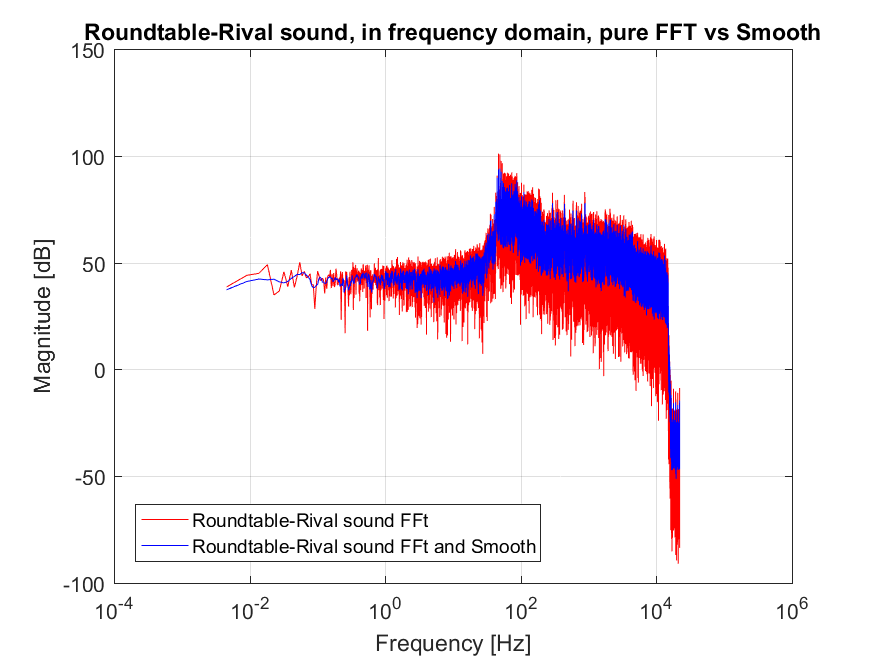 Roundtable-Rival sound, in frequency domain, pure FFT vs Smooth
150
100
50
0
-50
-100
Magnitude [dB]
Roundtable-Rival sound FFt
Roundtable-Rival sound FFt and Smooth
10^-4 10^-2 10^0 10^2 10^4 10^6
Frequency [Hz]